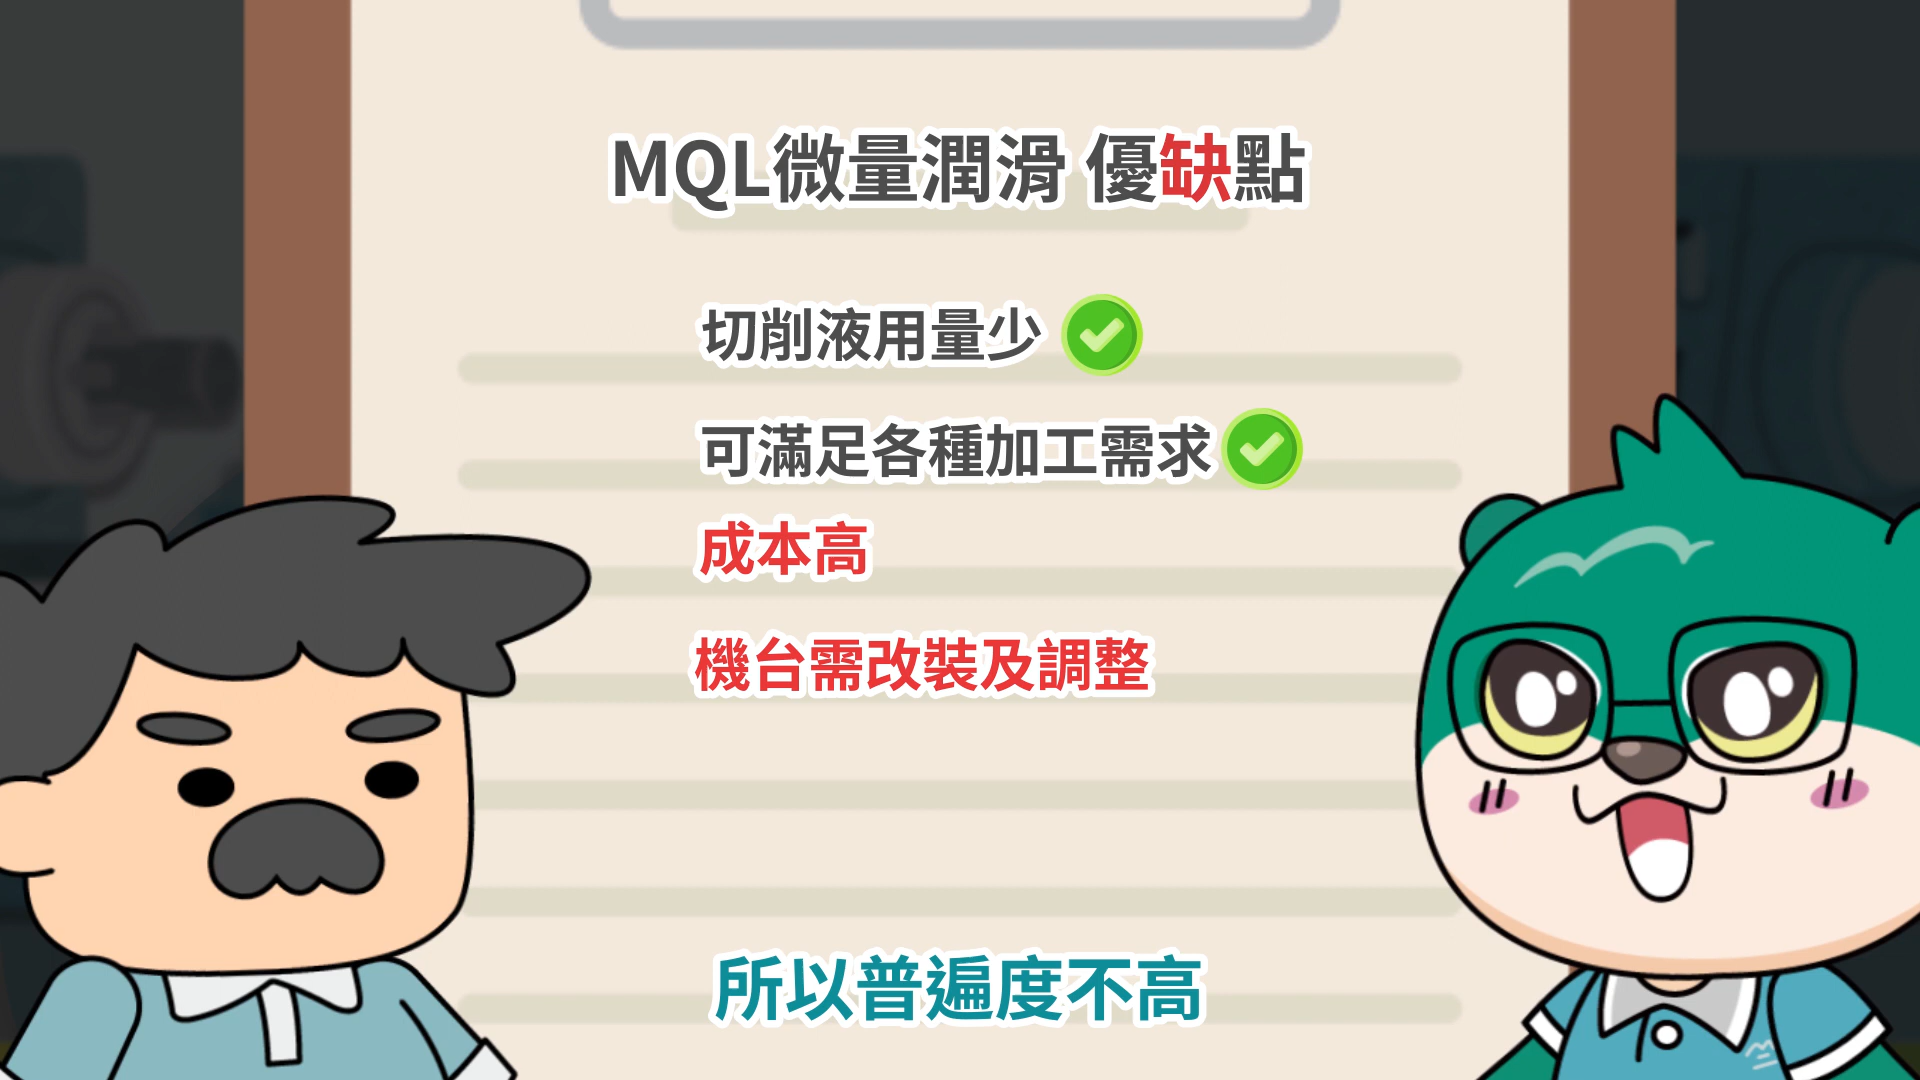 MQL微量潤滑 優缺點
切削液用量少
可滿足各種加工需求
成本高
機台需改裝及調整
所以普遍度不高